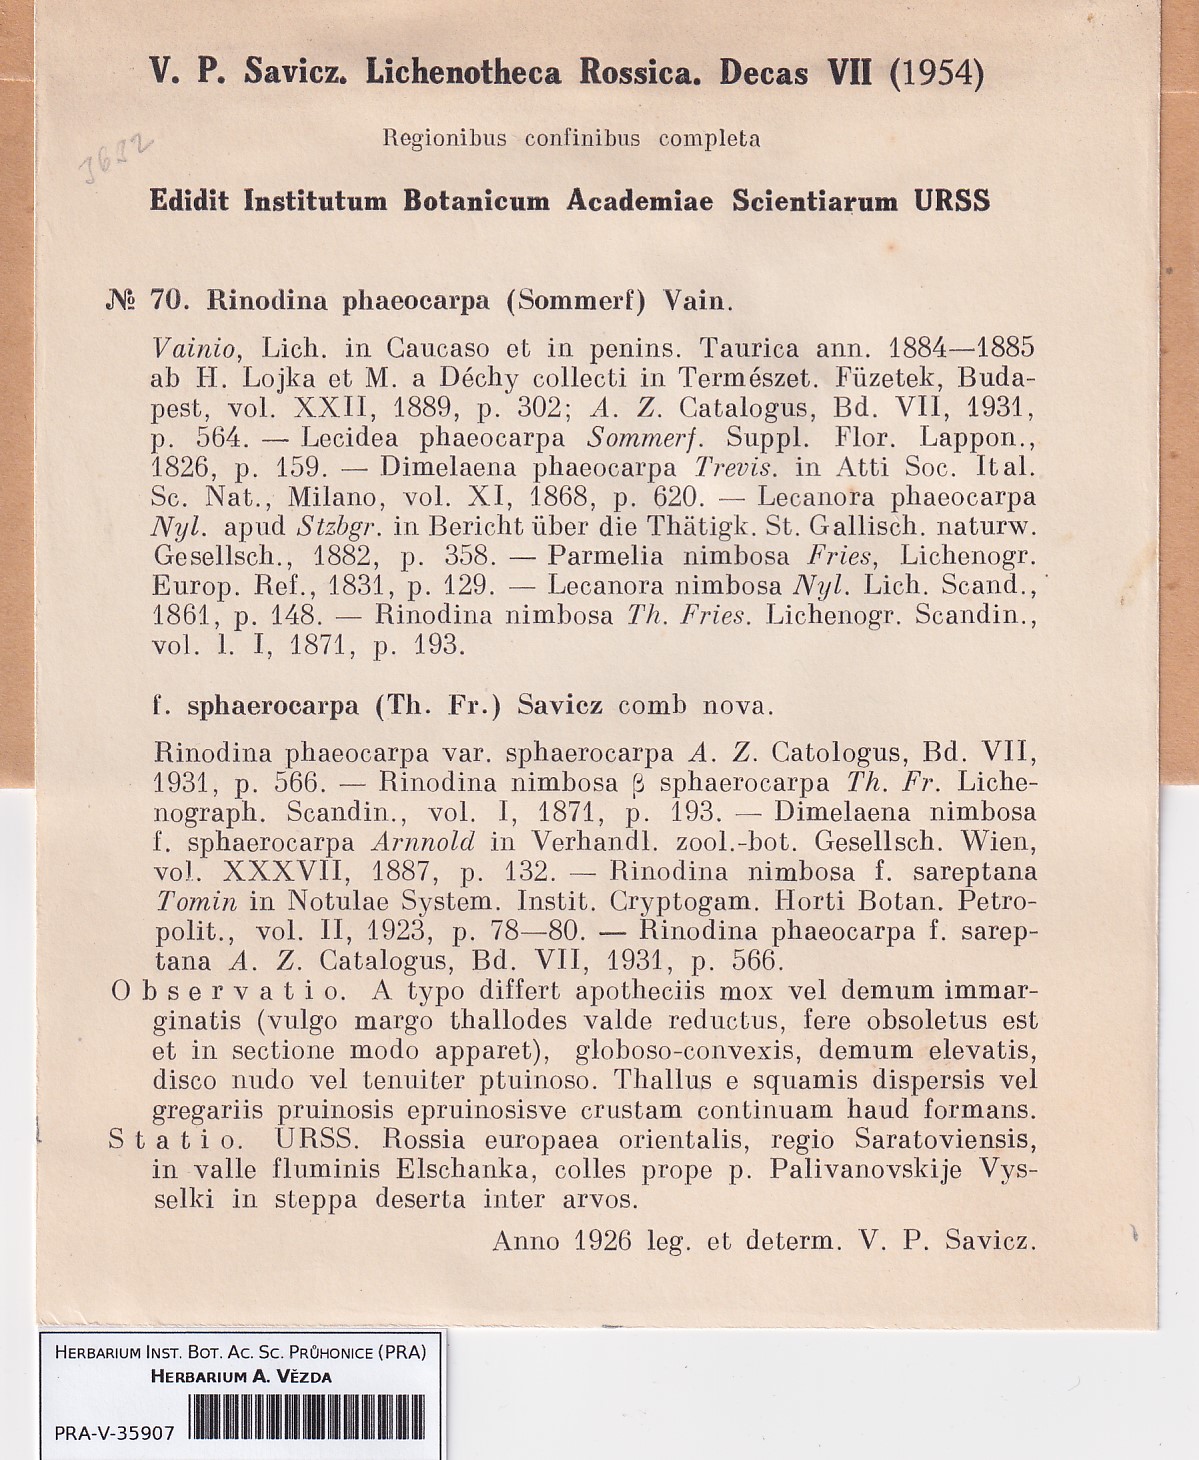 V. P. Savicz. Lichenotheca Rossica. Decas VII (1954)
Regionibus confinibus completa
3632
Edidit Institutum Botanicum Academiae Scientiarum URSS
№ 70. Rinodina phaeocarpa (Sommerf) Vain.
Vainio, Lich. in Caucaso et in penins. Taurica ann. 1884—1885
ab H. Lojka et M. a Déchy collecti in Természet. Füzetek, Buda-
pest, vol. XXII, 1889, p. 302; A. Z. Catalogus, Bd. VII, 1931,
p. 564. — Lecidea phaeocarpa Sommerf. Suppl. Flor. Lappon.,
1826, p. 159. — Dimelaena phaeocarpa Trevis. in Atti Soc. Ital.
Sc. Nat., Milano, vol. XI, 1868, p. 620. — Lecanora phaeocarpa
Nyl. apud Stzbgr. in Bericht über die Thätigk. St. Gallisch. naturw.
Gesellsch., 1882, p. 358. — Parmelia nimbosa Fries, Lichenogr.
Europ. Ref., 1831, p. 129. — Lecanora nimbosa Nyl. Lich. Scand.,
1861, p. 148. — Rinodina nimbosa Th. Fries. Lichenogr. Scandin.,
vol. l. I, 1871, p. 193.
f. sphaerocarpa (Th. Fr.) Savicz comb nova.
Rinodina phaeocarpa var. sphaerocarpa A. Z. Catologus, Bd. VII,
1931, p. 566. — Rinodina nimbosa β sphaerocarpa Th. Fr. Liche-
nograph. Scandin., vol. I, 1871, p. 193. — Dimelaena nimbosa
f. sphaerocarpa Arnnold in Verhandl. zool.-bot. Gesellsch. Wien,
vol. XXXVII, 1887, p. 132. — Rinodina nimbosa f. sareptana
Tomin in Notulae System. Instit. Cryptogam. Horti Botan. Petro-
polit., vol. II, 1923, p. 78—80. — Rinodina phaeocarpa f. sarep-
tana A. Z. Catalogus, Bd. VII, 1931, p. 566.
Observatio. A typo differt apotheciis mox vel demum immar-
ginatis (vulgo margo thallodes valde reductus, fere obsoletus est
et in sectione modo apparet), globoso-convexis, demum elevatis,
disco nudo vel tenuiter ptuinoso. Thallus e squamis dispersis vel
gregariis pruinosis epruinosisve crustam continuam haud formans.
Statio. URSS. Rossia europaea orientalis, regio Saratoviensis,
in valle fluminis Elschanka, colles prope p. Palivanovskije Vys-
selki in steppa deserta inter arvos.
Anno 1926 leg. et determ. V. P. Savicz.
HERBARIUM INST. BOT. AC. SC. PRŮHONICE (PRA)
HERBARIUM A. VĚZDA
PRA-V-35907